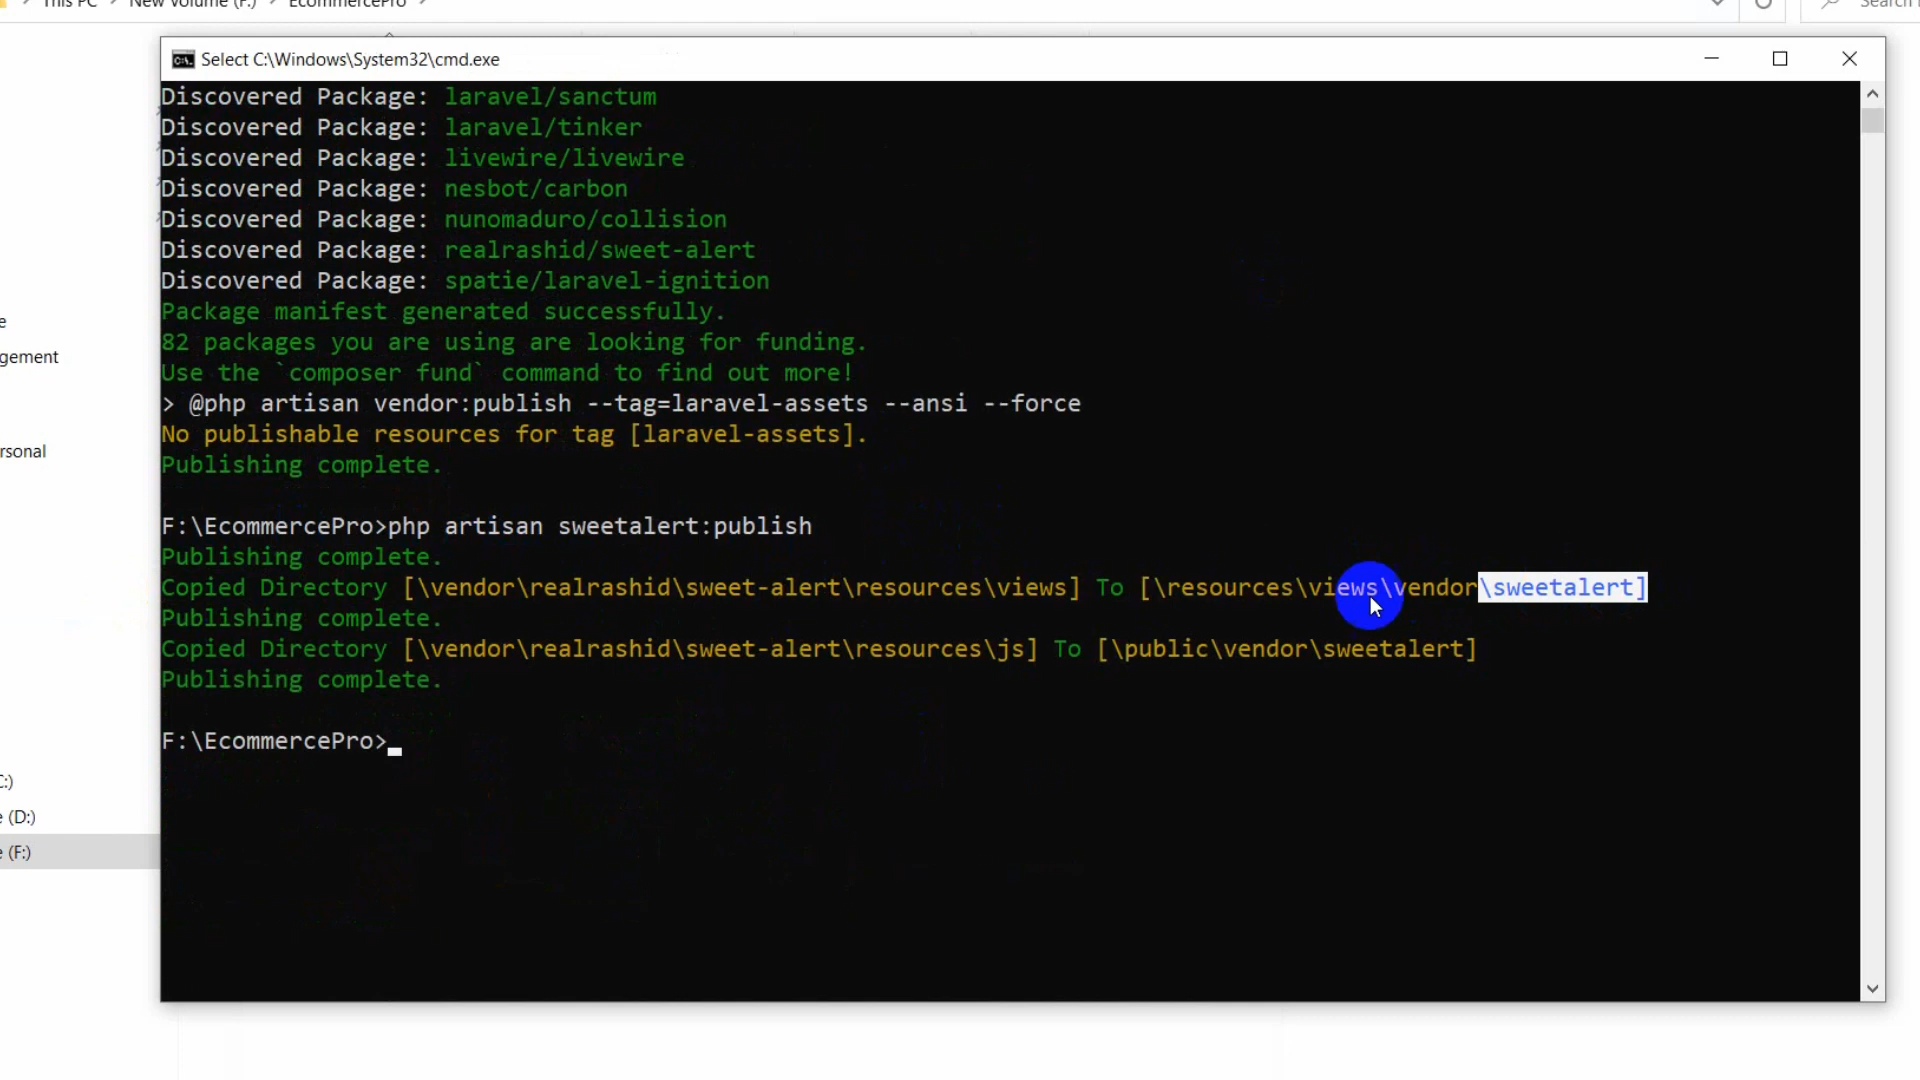 This PC > New Volume (F:) > EcommercePro
Search
Select C:\Windows\System32\cmd.exe
Discovered Package: laravel/sanctum
Discovered Package: laravel/tinker
Discovered Package: livewire/livewire
Discovered Package: nesbot/carbon
Discovered Package: nunomaduro/collision
Discovered Package: realrashid/sweet-alert
Discovered Package: spatie/laravel-ignition
Package manifest generated successfully.
82 packages you are using are looking for funding.
Use the `composer fund` command to find out more!
> @php artisan vendor:publish --tag=laravel-assets --ansi --force
No publishable resources for tag [laravel-assets].
Publishing complete.
F:\EcommercePro>php artisan sweetalert:publish
Publishing complete.
Copied Directory [\vendor\realrashid\sweet-alert\resources\views] To [\resources\views\vendor\sweetalert]
Publishing complete.
Copied Directory [\vendor\realrashid\sweet-alert\resources\js] To [\public\vendor\sweetalert]
Publishing complete.
F:\EcommercePro>
e
gement
rsonal
e
C:)
e (D:)
e (F:)